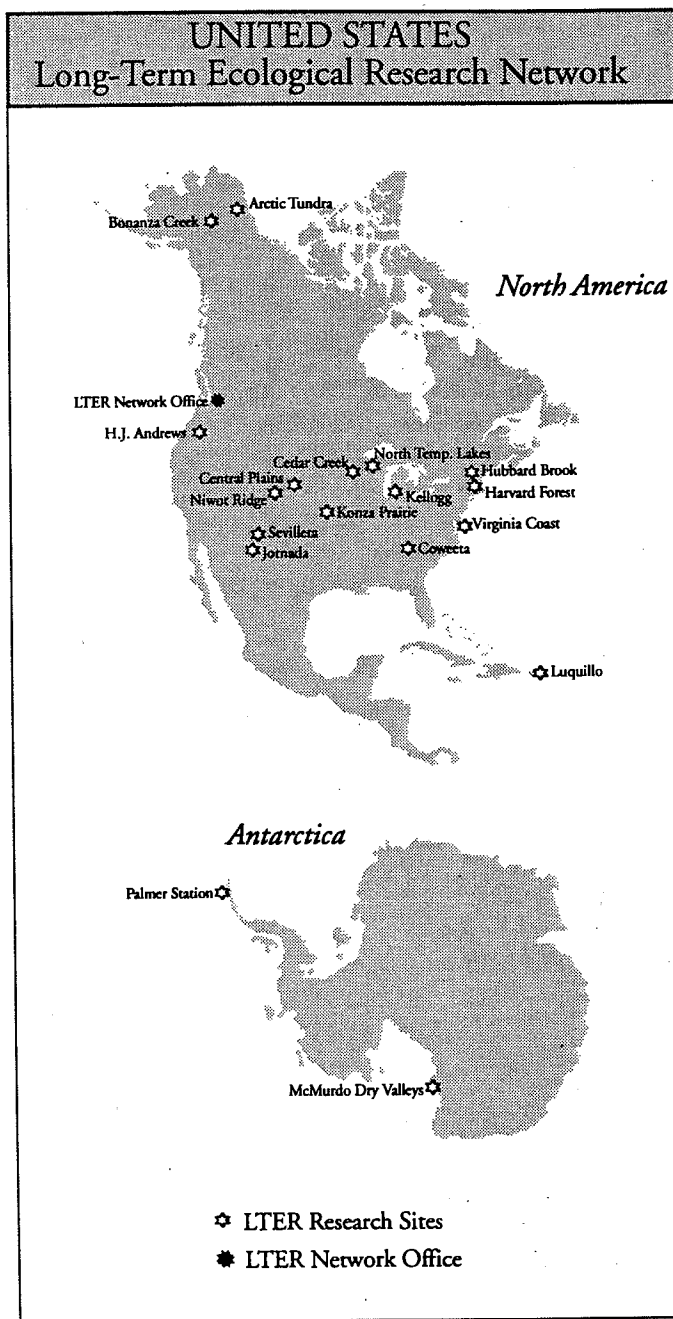 UNITED STATES
Long-Term Ecological Research Network
Arctic Tundra
Bonanza Creek
North America
LTER Network Office
H.J. Andrews
North Temp. Lakes
Cedar Creek
Hubbard Brook
Central Plains
Harvard Forest
Niwot Ridge
Kellogg
Konza Prairie
Virginia Coast
Sevilleta
Jornada
Coweeta
Luquillo
Antarctica
Palmer Station
McMurdo Dry Valleys
LTER Research Sites
LTER Network Office